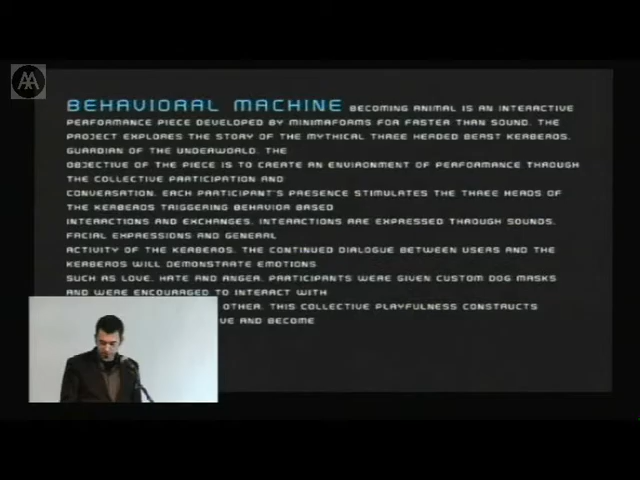 AA
BEHAVIORAL MACHINE BECOMING ANIMAL IS AN INTERACTIVE
PERFORMANCE PIECE DEVELOPED BY MINIMAFORMS FOR FASTER THAN SOUND. THE
PROJECT EXPLORES THE STORY OF THE MYTHICAL THREE HEADED BEAST KERBEROS.
GUARDIAN OF THE UNDERWORLD. THE
OBJECTIVE OF THE PIECE IS TO CREATE AN ENVIRONMENT OF PERFORMANCE THROUGH
THE COLLECTIVE PARTICIPATION AND
CONVERSATION. EACH PARTICIPANT'S PRESENCE STIMULATES THE THREE HEADS OF
THE KERBEROS TRIGGERING BEHAVIOR BASED
INTERACTIONS AND EXCHANGES. INTERACTIONS ARE EXPRESSED THROUGH SOUNDS.
FACIAL EXPRESSIONS AND GENERAL
ACTIVITY OF THE KERBEROS. THE CONTINUED DIALOGUE BETWEEN USERS AND THE
KERBEROS WILL DEMONSTRATE EMOTIONS
SUCH AS LOVE. HATE AND ANGER. PARTICIPANTS WERE GIVEN CUSTOM DOG MASKS
AND WERE ENCOURAGED TO INTERACT WITH
OTHER. THIS COLLECTIVE PLAYFULNESS CONSTRUCTS
AND BECOME